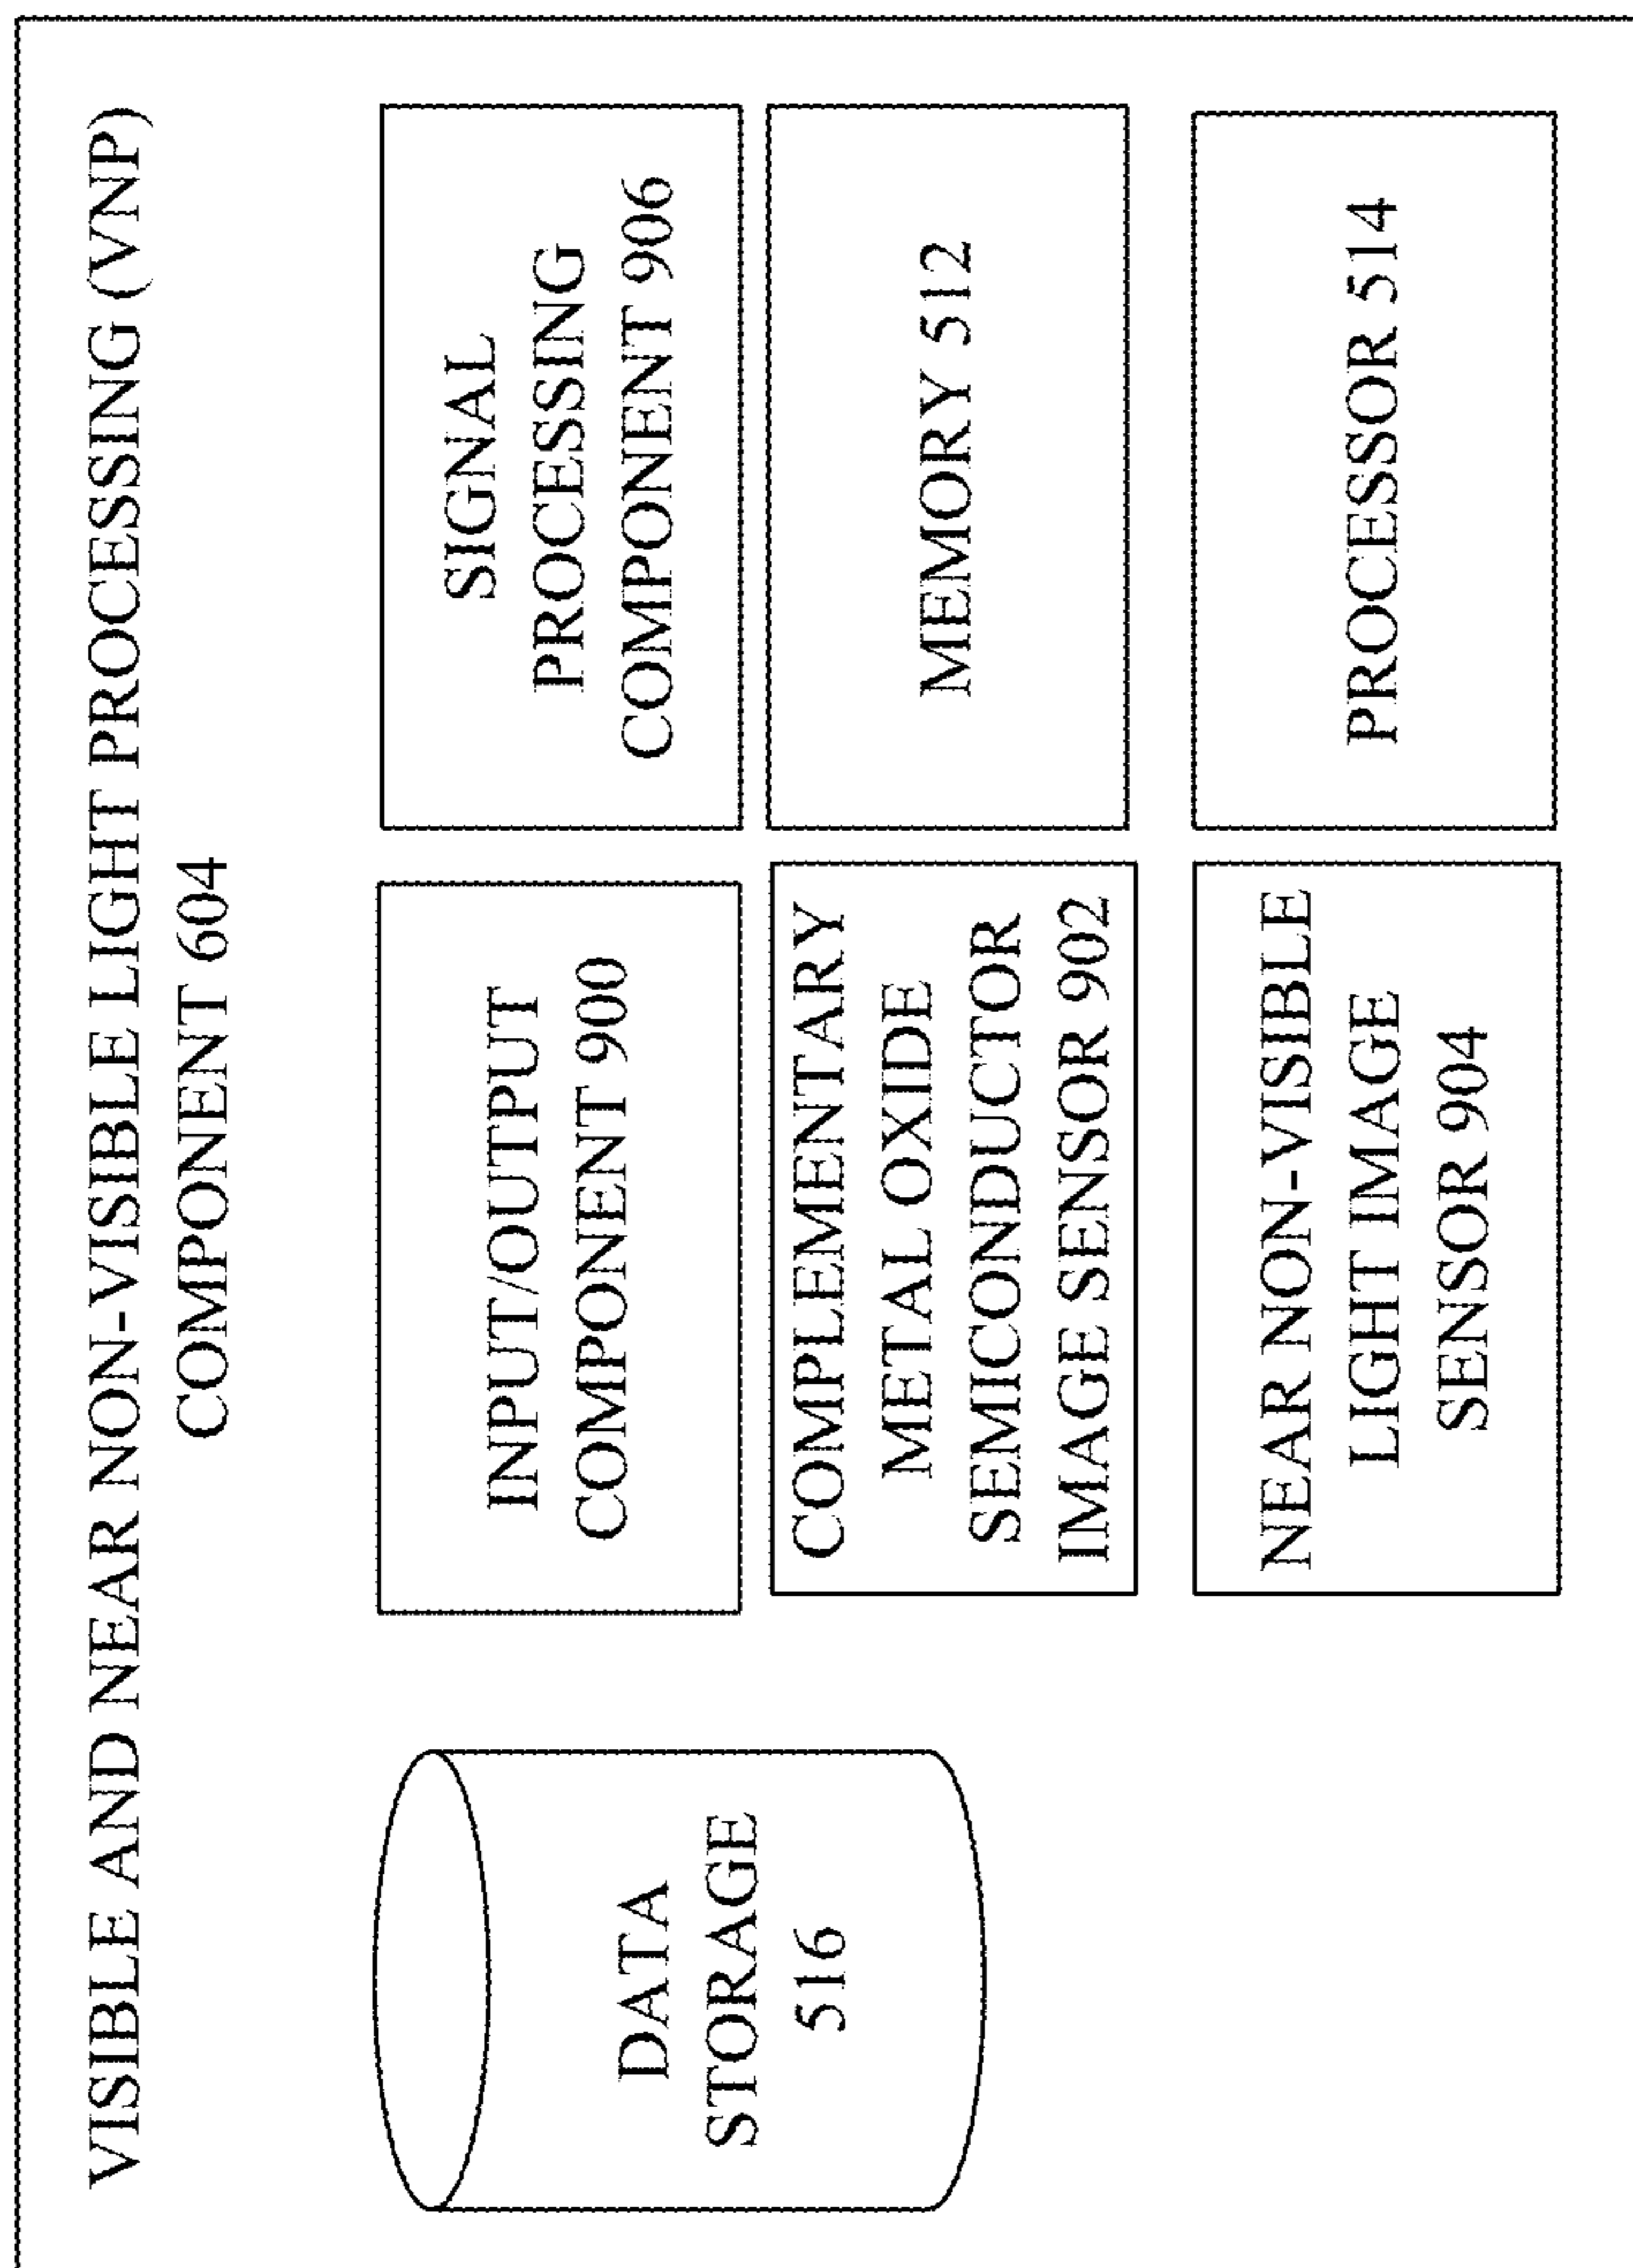 VISIBLE AND NEAR NON-VISIBLE LIGHT PROCESSING (VNP)
COMPONENT 604
DATA
STORAGE
516
INPUT/OUTPUT
COMPONENT 900
SIGNAL
PROCESSING
COMPONENT 906
COMPLEMENTARY
METAL OXIDE
SEMICONDUCTOR
IMAGE SENSOR 902
MEMORY 512
NEAR NON-VISIBLE
LIGHT IMAGE
SENSOR 904
PROCESSOR 514